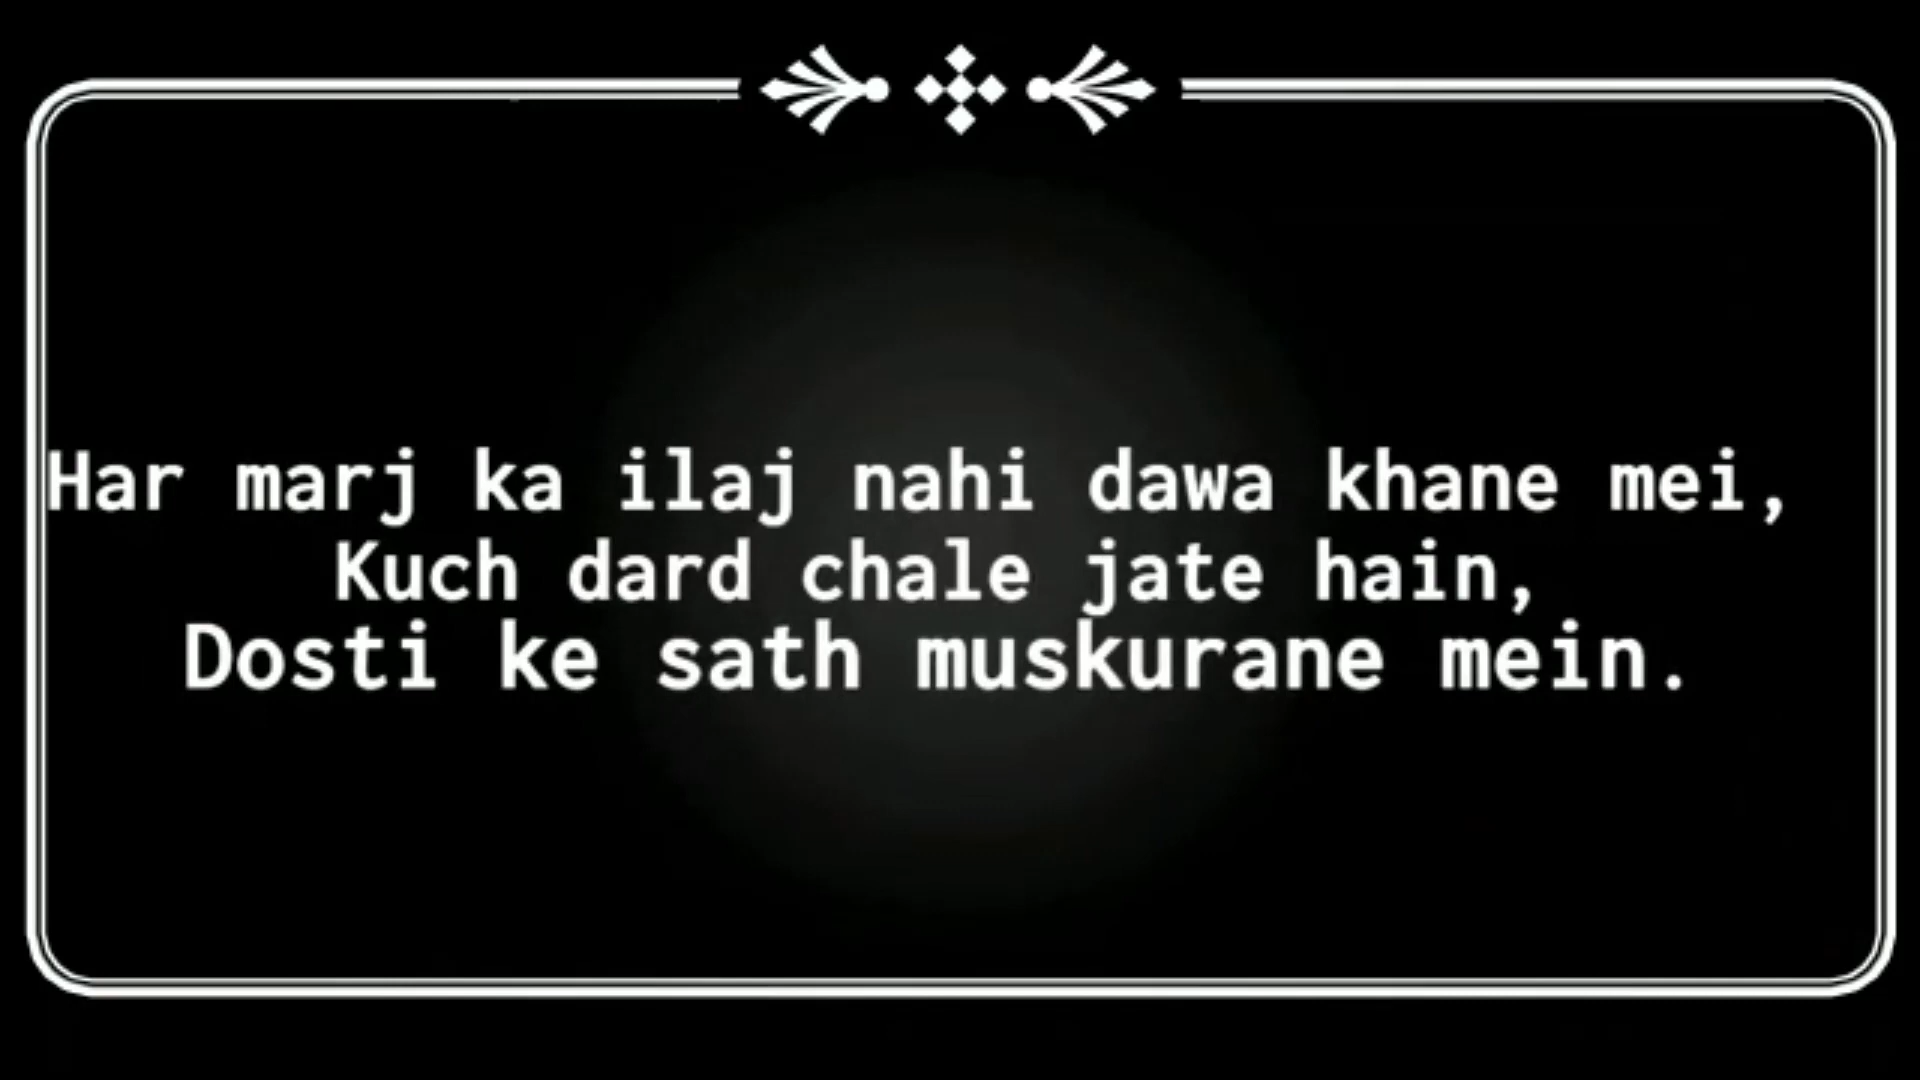 Har marj ka ilaj nahi dawa khane mei,
Kuch dard chale jate hain,
Dosti ke sath muskurane mein.